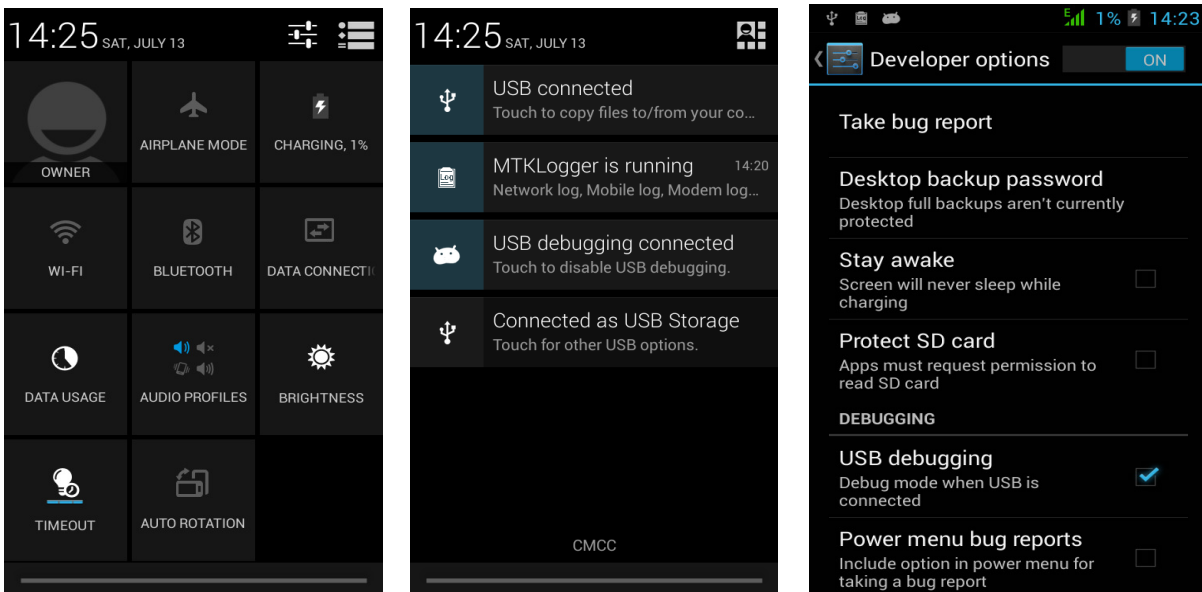 14:25 SAT, JULY 13
OWNER
AIRPLANE MODE
CHARGING, 1%
WI-FI
BLUETOOTH
DATA CONNECTI
DATA USAGE
AUDIO PROFILES
BRIGHTNESS
TIMEOUT
AUTO ROTATION
14:25 SAT, JULY 13
USB connected
Touch to copy files to/from your co...
Log
MTKLogger is running 14:20
Network log, Mobile log, Modem log...
USB debugging connected
Touch to disable USB debugging.
Connected as USB Storage
Touch for other USB options.
CMCC
E 1% 14:23
Developer options ON
Take bug report
Desktop backup password
Desktop full backups aren't currently
protected
Stay awake
Screen will never sleep while
charging
Protect SD card
Apps must request permission to
read SD card
DEBUGGING
USB debugging
Debug mode when USB is
connected
Power menu bug reports
Include option in power menu for
taking a bug report